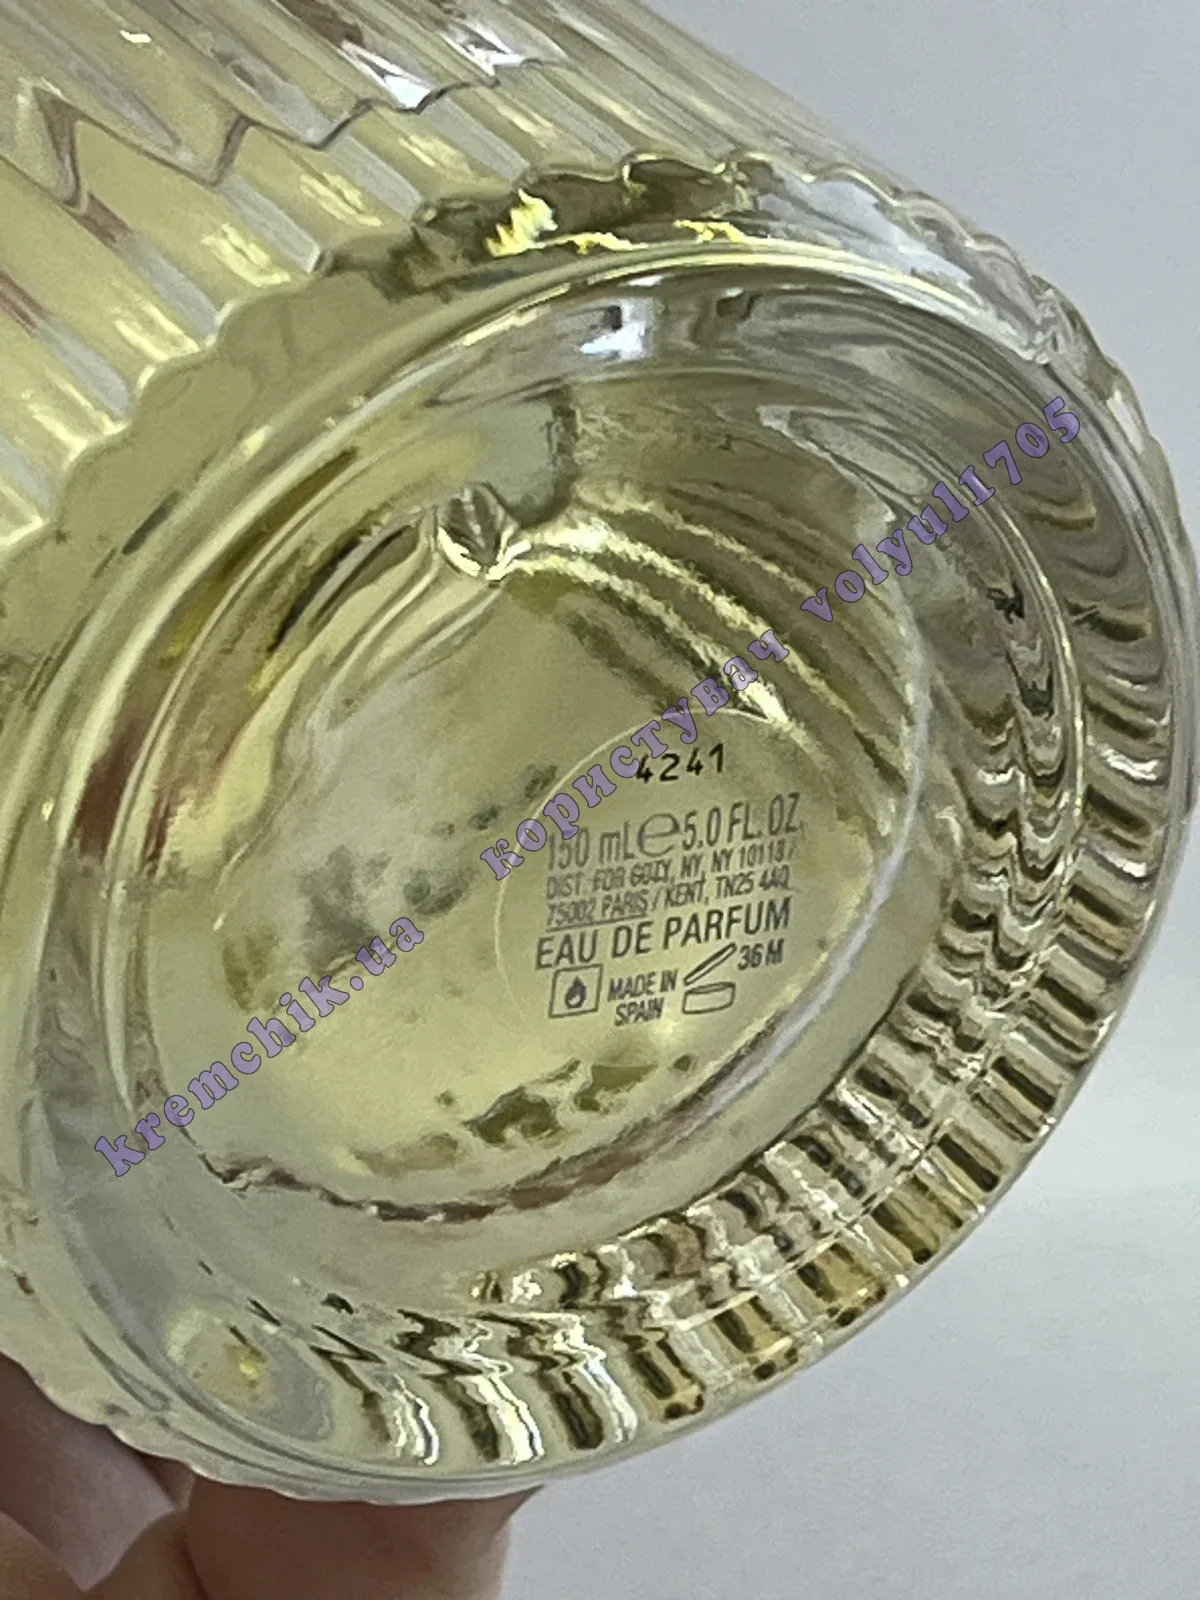 4241
150 mL e 5.0 FL. OZ.
DIST. FOR COTY, NY, NY 10118 /
75002 PARIS / KENT, TN25 4AQ
EAU DE PARFUM
36 M
MADE IN
SPAIN
kremchik.ua користувач volyul1705